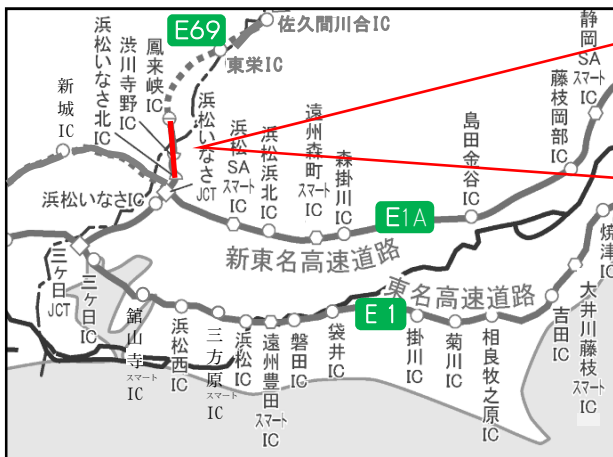 E69
佐久間川合IC
東栄IC
鳳来峡IC
渋川寺野IC
浜松いなさ北IC
新城IC
浜松いなさJCT
浜松いなさIC
浜松SAスマートIC
浜松浜北IC
遠州森町スマートIC
森掛川IC
島田金谷IC
藤枝岡部IC
静岡SAスマートIC
E1A
新東名高速道路
東名高速道路
E1
三ヶ日JCT
三ヶ日IC
舘山寺スマートIC
浜松西IC
三方原スマートIC
浜松IC
遠州豊田スマートIC
磐田IC
袋井IC
掛川IC
菊川IC
相良牧之原IC
吉田IC
大井川藤枝スマートIC
焼津IC